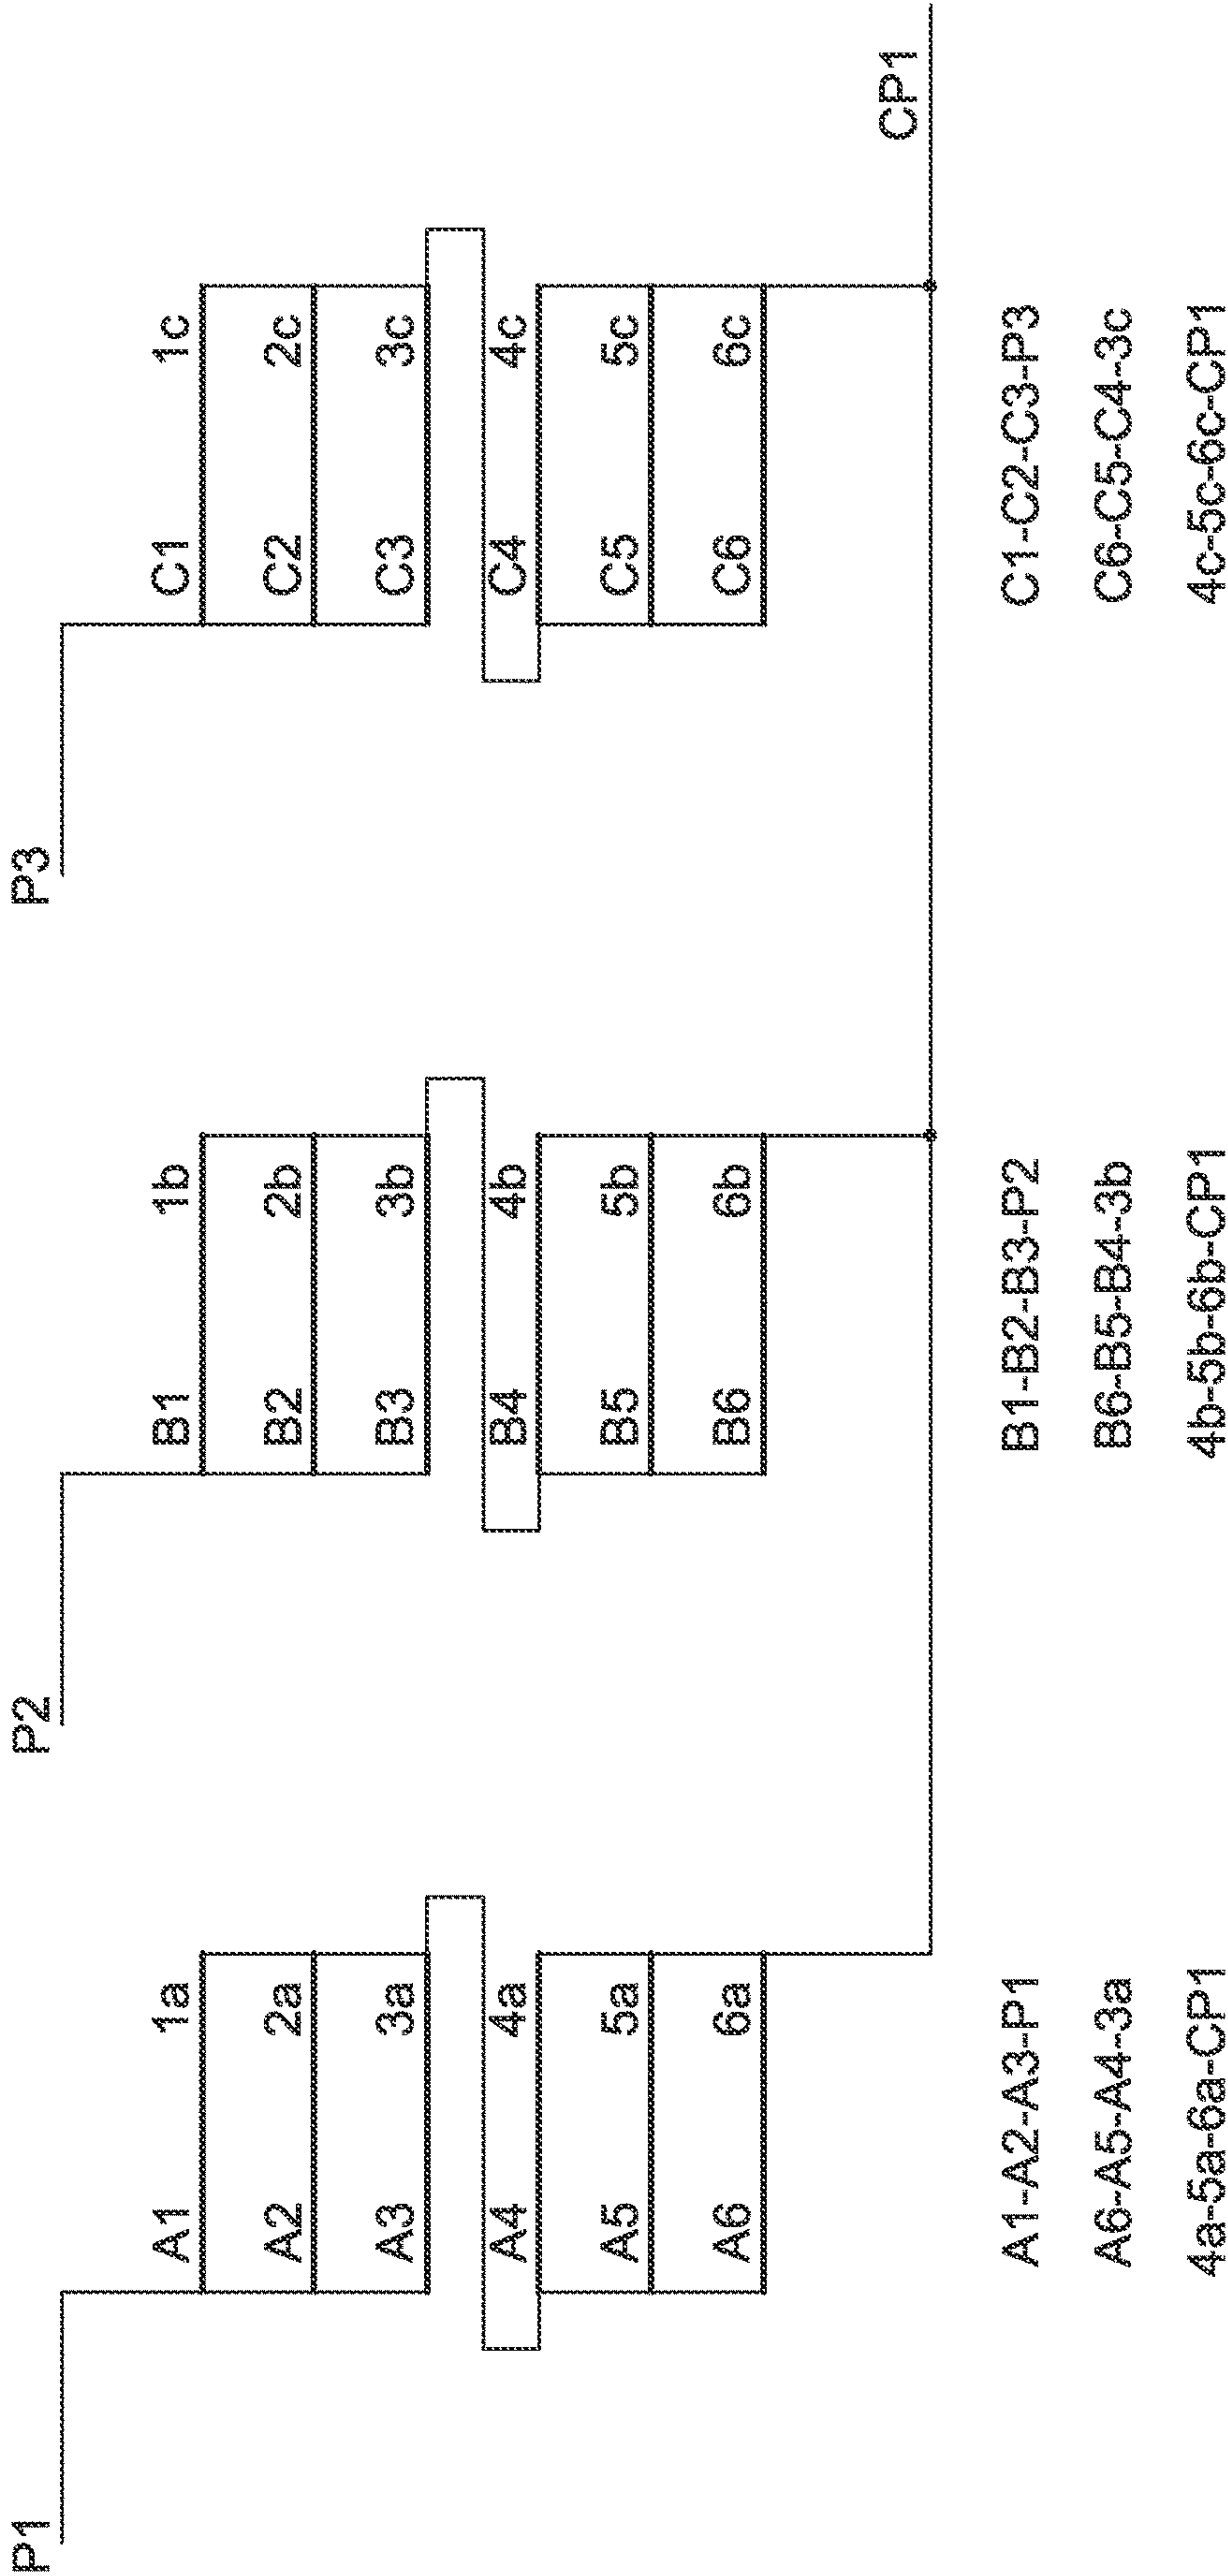 P1 P2 P3
A1 1a B1 1b C1 1c
A2 2a B2 2b C2 2c
A3 3a B3 3b C3 3c
A4 4a B4 4b C4 4c
A5 5a B5 5b C5 5c
A6 6a B6 6b C6 6c
CP1
A1-A2-A3-P1 B1-B2-B3-P2 C1-C2-C3-P3
A6-A5-A4-3a B6-B5-B4-3b C6-C5-C4-3c
4a-5a-6a-CP1 4b-5b-6b-CP1 4c-5c-6c-CP1